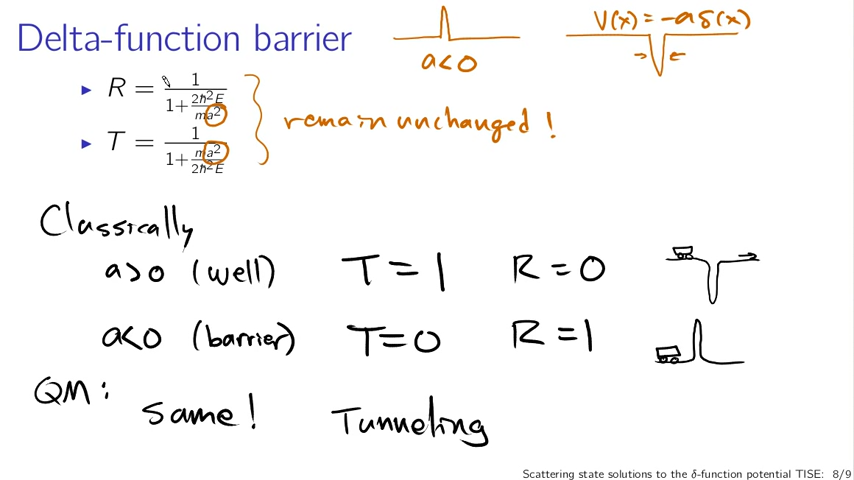 Delta-function barrier
a<0
V(x) = -aδ(x)
▶ R = 1/(1+2ħ²E/ma²)
▶ T = 1/(1+ma²/2ħ²E)
remain unchanged!
Classically
a>0 (well) T = 1 R = 0
a<0 (barrier) T=0 R = 1
QM:
same! Tunneling
Scattering state solutions to the δ-function potential TISE: 8/9